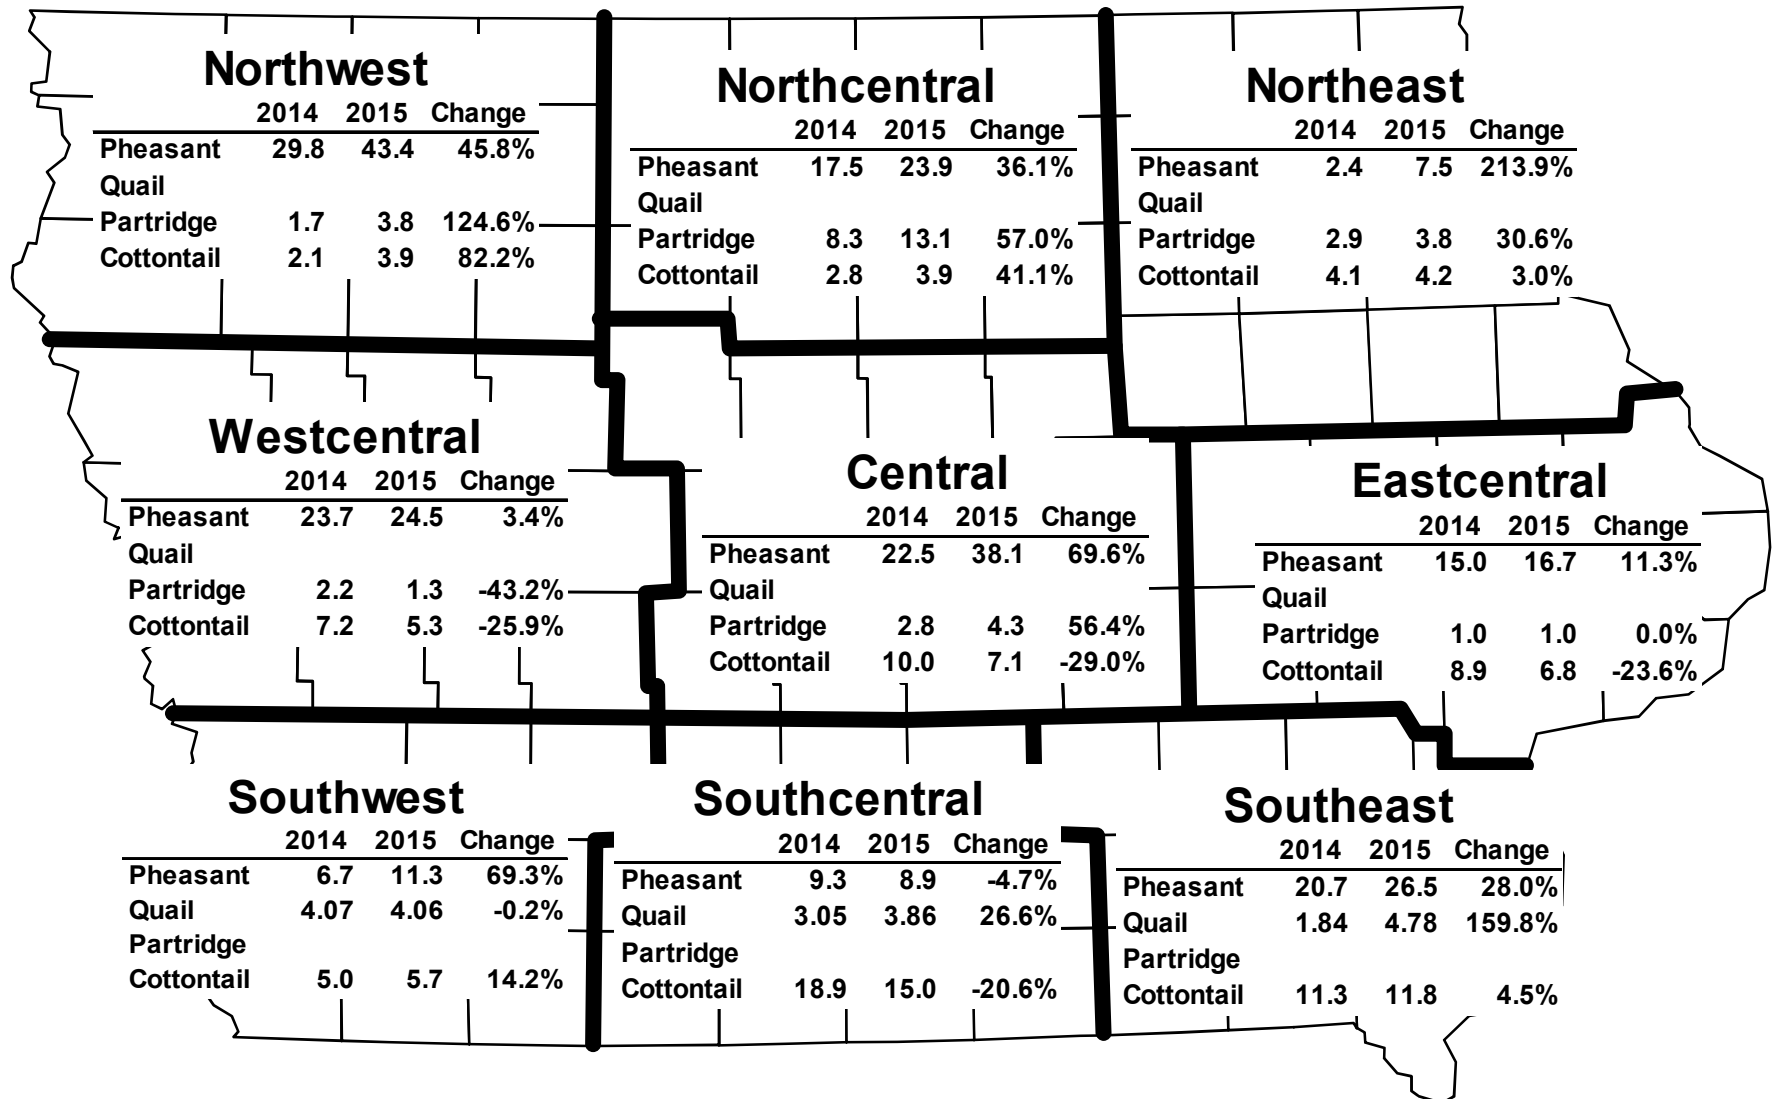 Northwest
2014 2015 Change
Pheasant 29.8 43.4 45.8%
Quail
Partridge 1.7 3.8 124.6%
Cottontail 2.1 3.9 82.2%
Northcentral
2014 2015 Change
Pheasant 17.5 23.9 36.1%
Quail
Partridge 8.3 13.1 57.0%
Cottontail 2.8 3.9 41.1%
Northeast
2014 2015 Change
Pheasant 2.4 7.5 213.9%
Quail
Partridge 2.9 3.8 30.6%
Cottontail 4.1 4.2 3.0%
Westcentral
2014 2015 Change
Pheasant 23.7 24.5 3.4%
Quail
Partridge 2.2 1.3 -43.2%
Cottontail 7.2 5.3 -25.9%
Central
2014 2015 Change
Pheasant 22.5 38.1 69.6%
Quail
Partridge 2.8 4.3 56.4%
Cottontail 10.0 7.1 -29.0%
Eastcentral
2014 2015 Change
Pheasant 15.0 16.7 11.3%
Quail
Partridge 1.0 1.0 0.0%
Cottontail 8.9 6.8 -23.6%
Southwest
2014 2015 Change
Pheasant 6.7 11.3 69.3%
Quail 4.07 4.06 -0.2%
Partridge
Cottontail 5.0 5.7 14.2%
Southcentral
2014 2015 Change
Pheasant 9.3 8.9 -4.7%
Quail 3.05 3.86 26.6%
Partridge
Cottontail 18.9 15.0 -20.6%
Southeast
2014 2015 Change
Pheasant 20.7 26.5 28.0%
Quail 1.84 4.78 159.8%
Partridge
Cottontail 11.3 11.8 4.5%